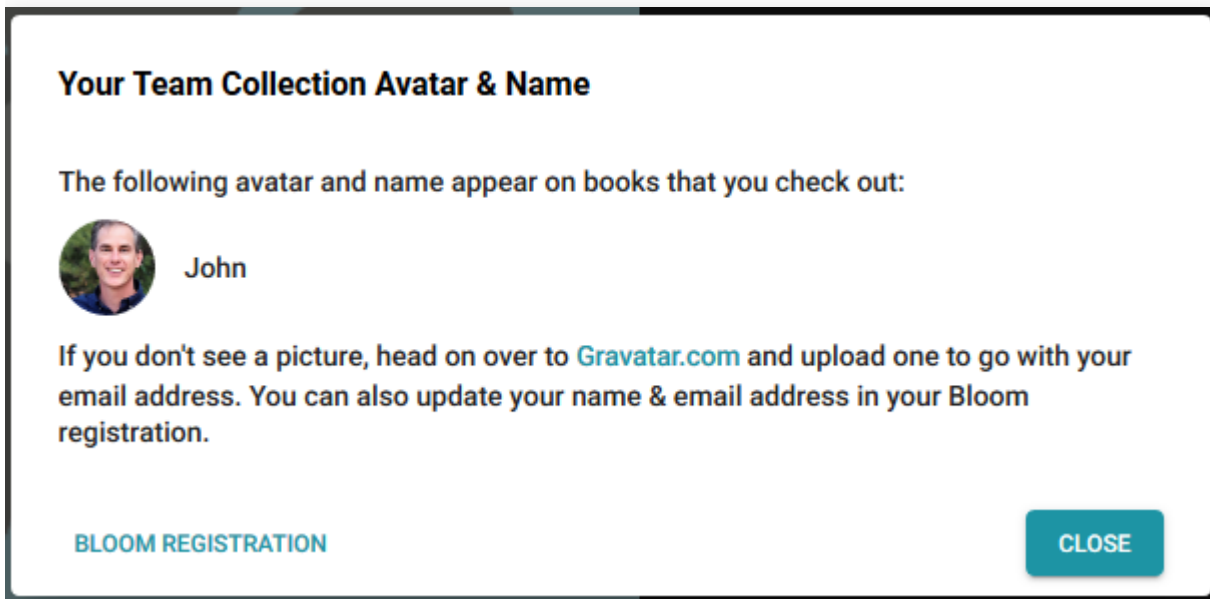 Your Team Collection Avatar & Name
The following avatar and name appear on books that you check out:
John
If you don't see a picture, head on over to Gravatar.com and upload one to go with your
email address. You can also update your name & email address in your Bloom
registration.
BLOOM REGISTRATION
CLOSE